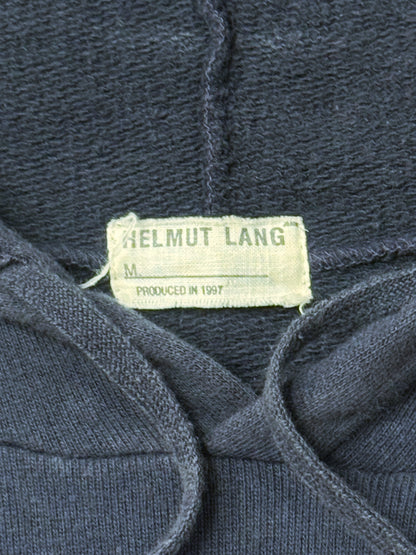 HELMUT LANG
M
PRODUCED IN 1997